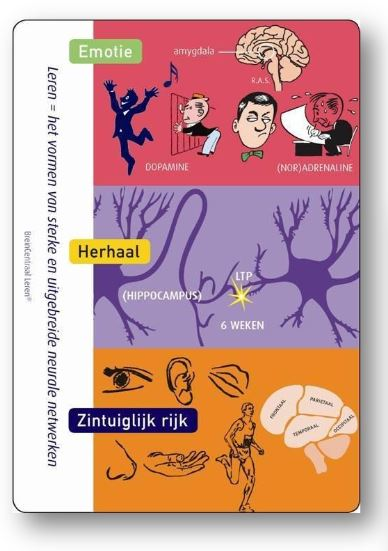 Emotie
amygdala
R.A.S.
DOPAMINE
(NOR)ADRENALINE
Leren = het vormen van sterke en uitgebreide neurale netwerken
BreinCentraal Leren®
Herhaal
LTP
(HIPPOCAMPUS)
6 WEKEN
Zintuiglijk rijk
FRONTAAL
PARIETAAL
TEMPORAAL
OCCIPITAAL